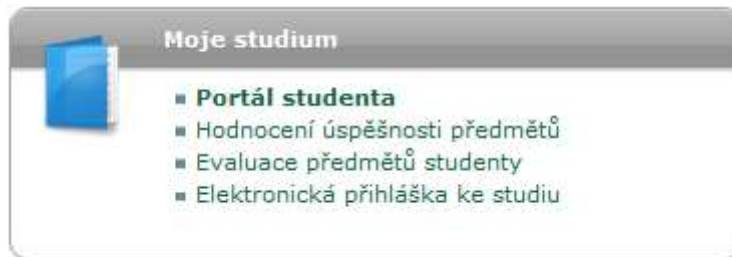 Moje studium
Portál studenta
Hodnocení úspěšnosti předmětů
Evaluace předmětů studenty
Elektronická přihláška ke studiu